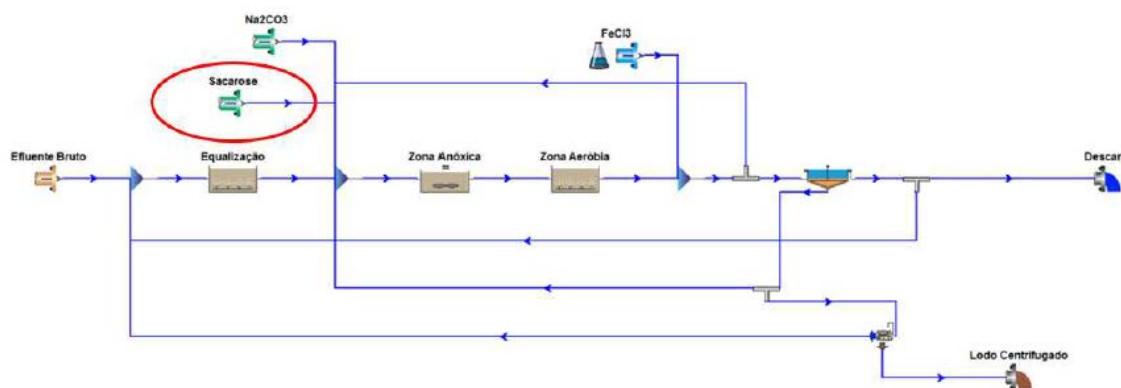 Na2CO3
FeCl3
Sacarose
Efluente Bruto
Equalização
Zona Anóxica
Zona Aeróbia
Descar
Lodo Centrifugado